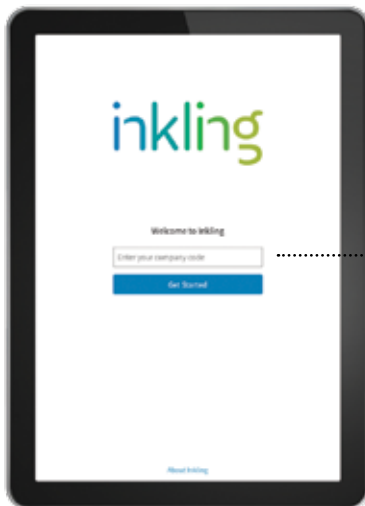 inkling
Welcome to Inkling
Enter your company code
Get Started
About Inkling